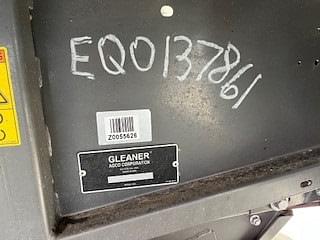 EQ0137861
Z0055626
GLEANER
AGCO CORPORATION